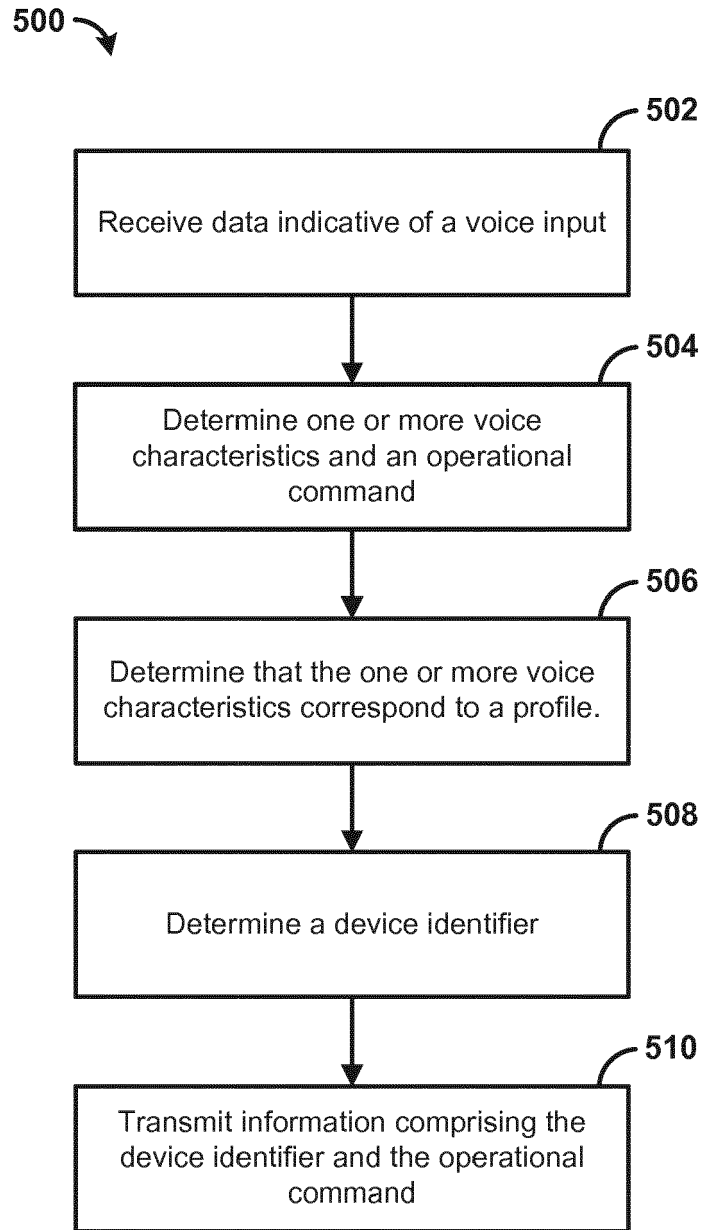 500
502
Receive data indicative of a voice input
504
Determine one or more voice
characteristics and an operational
command
506
Determine that the one or more voice
characteristics correspond to a profile.
508
Determine a device identifier
510
Transmit information comprising the
device identifier and the operational
command